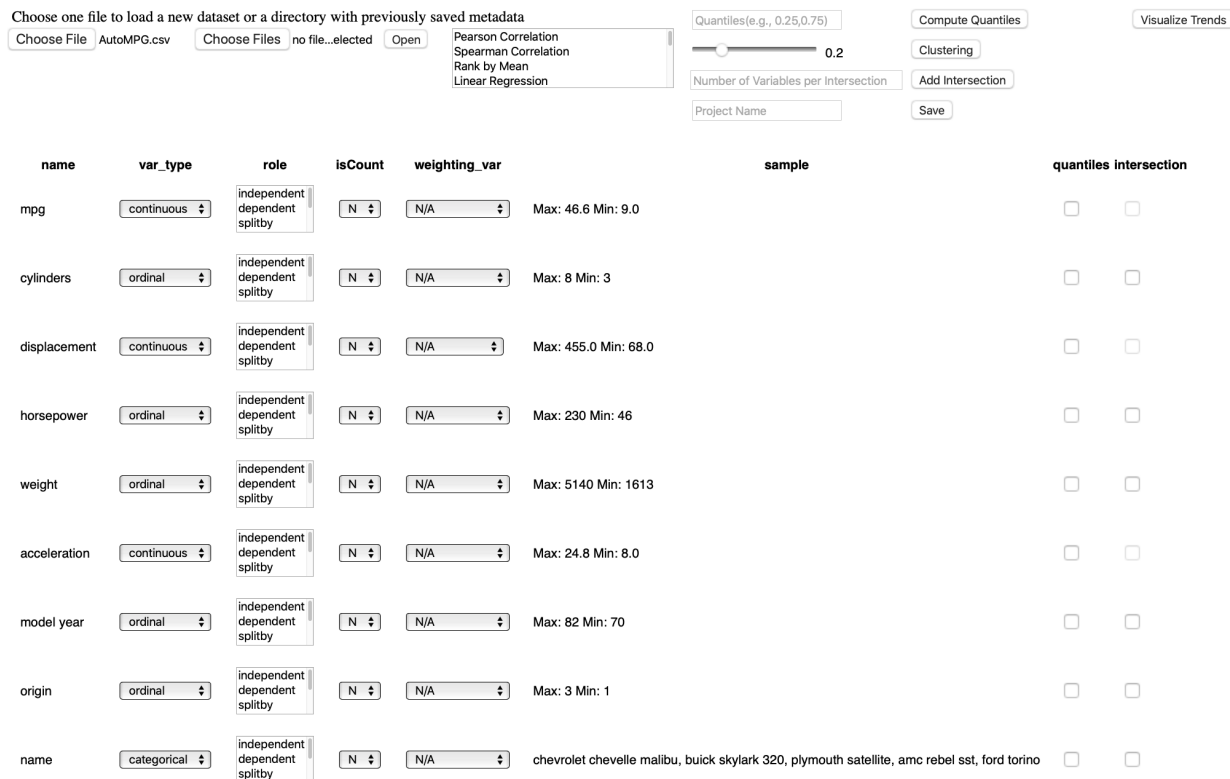 Choose one file to load a new dataset or a directory with previously saved metadata
Choose File AutoMPG.csv Choose Files no file...elected Open
Pearson Correlation
Spearman Correlation
Rank by Mean
Linear Regression
Quantiles(e.g., 0.25,0.75) Compute Quantiles Visualize Trends
0.2 Clustering
Number of Variables per Intersection Add Intersection
Project Name Save
name var_type role isCount weighting_var sample quantiles intersection
independent
mpg continuous dependent N N/A Max: 46.6 Min: 9.0
splitby
independent
cylinders ordinal dependent N N/A Max: 8 Min: 3
splitby
independent
displacement continuous dependent N N/A Max: 455.0 Min: 68.0
splitby
independent
horsepower ordinal dependent N N/A Max: 230 Min: 46
splitby
independent
weight ordinal dependent N N/A Max: 5140 Min: 1613
splitby
independent
acceleration continuous dependent N N/A Max: 24.8 Min: 8.0
splitby
independent
model year ordinal dependent N N/A Max: 82 Min: 70
splitby
independent
origin ordinal dependent N N/A Max: 3 Min: 1
splitby
independent
name categorical dependent N N/A chevrolet chevelle malibu, buick skylark 320, plymouth satellite, amc rebel sst, ford torino
splitby